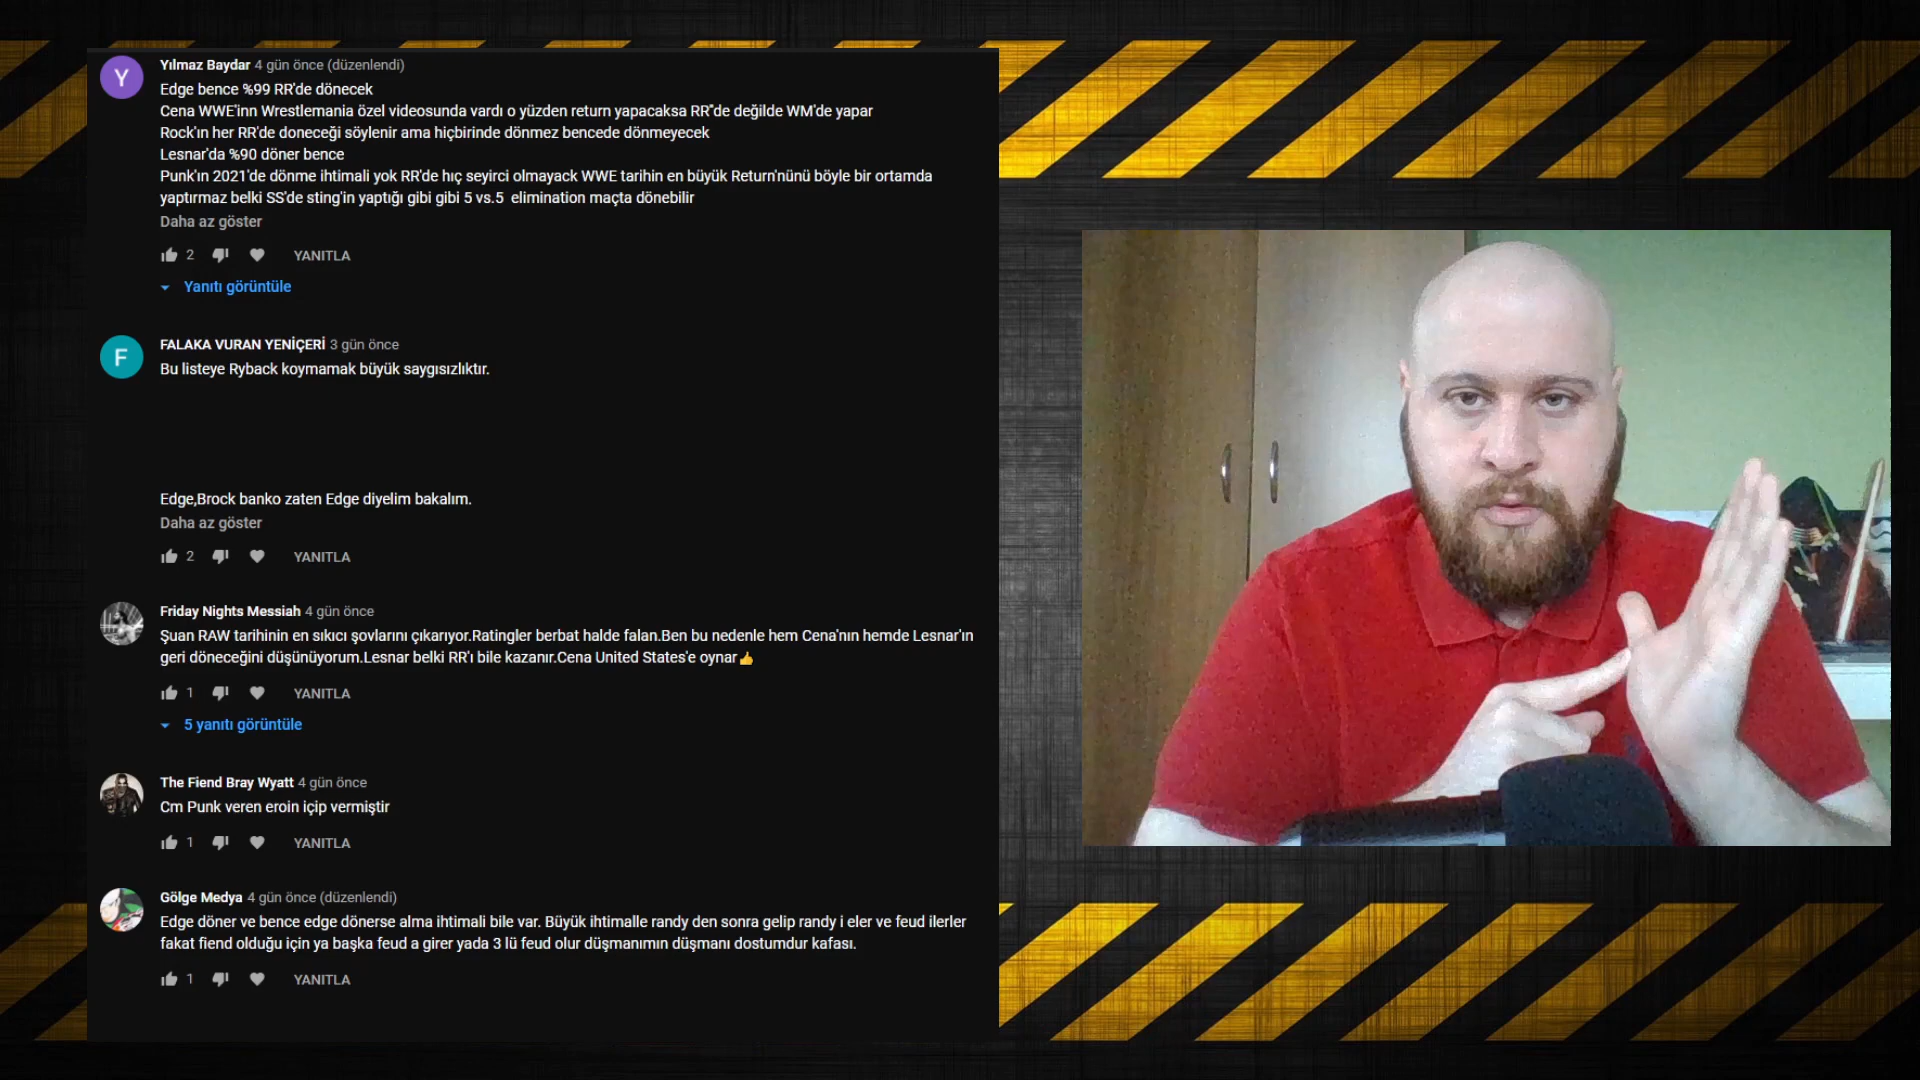 Y
Yılmaz Baydar 4 gün önce (düzenlendi)
Edge bence %99 RR'de dönecek
Cena WWE'inn Wrestlemania özel videosunda vardı o yüzden return yapacaksa RR"de değilde WM'de yapar
Rock'ın her RR'de doneceği söylenir ama hiçbirinde dönmez bencede dönmeyecek
Lesnar'da %90 döner bence
Punk'ın 2021'de dönme ihtimali yok RR'de hıç seyirci olmayack WWE tarihin en büyük Return'nünü böyle bir ortamda
yaptırmaz belki SS'de sting'in yaptığı gibi gibi 5 vs.5 elimination maçta dönebilir
Daha az göster
2 YANITLA
Yanıtı görüntüle
F
FALAKA VURAN YENİÇERİ 3 gün önce
Bu listeye Ryback koymamak büyük saygısızlıktır.
Edge,Brock banko zaten Edge diyelim bakalım.
Daha az göster
2 YANITLA
Friday Nights Messiah 4 gün önce
Şuan RAW tarihinin en sıkıcı şovlarını çıkarıyor.Ratingler berbat halde falan.Ben bu nedenle hem Cena'nın hemde Lesnar'ın
geri döneceğini düşünüyorum.Lesnar belki RR'ı bile kazanır.Cena United States'e oynar👍
1 YANITLA
5 yanıtı görüntüle
The Fiend Bray Wyatt 4 gün önce
Cm Punk veren eroin içip vermiştir
1 YANITLA
Gölge Medya 4 gün önce (düzenlendi)
Edge döner ve bence edge dönerse alma ihtimali bile var. Büyük ihtimalle randy den sonra gelip randy i eler ve feud ilerler
fakat fiend olduğu için ya başka feud a girer yada 3 lü feud olur düşmanımın düşmanı dostumdur kafası.
1 YANITLA